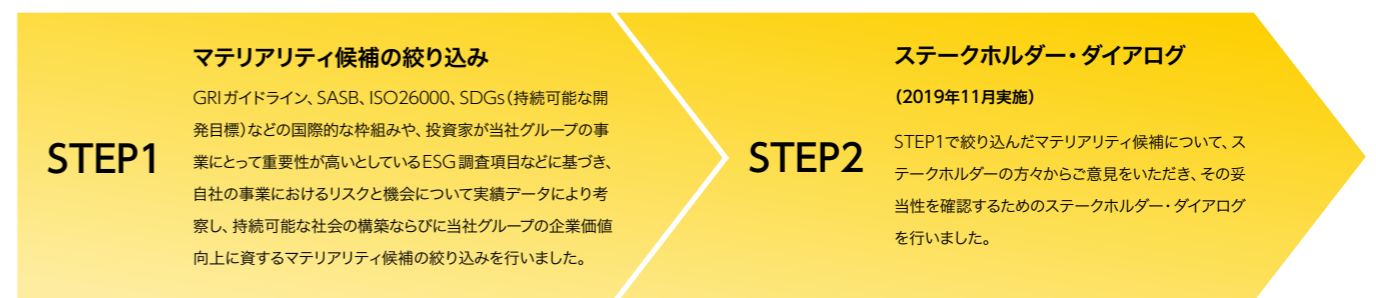 STEP1
マテリアリティ候補の絞り込み
GRIガイドライン、SASB、ISO26000、SDGs（持続可能な開
発目標）などの国際的な枠組みや、投資家が当社グループの事
業にとって重要性が高いとしているESG調査項目などに基づき、
自社の事業におけるリスクと機会について実績データにより考
察し、持続可能な社会の構築ならびに当社グループの企業価値
向上に資するマテリアリティ候補の絞り込みを行いました。
STEP2
ステークホルダー・ダイアログ
（2019年11月実施）
STEP1で絞り込んだマテリアリティ候補について、ス
テークホルダーの方々からご意見をいただき、その妥
当性を確認するためのステークホルダー・ダイアログ
を行いました。